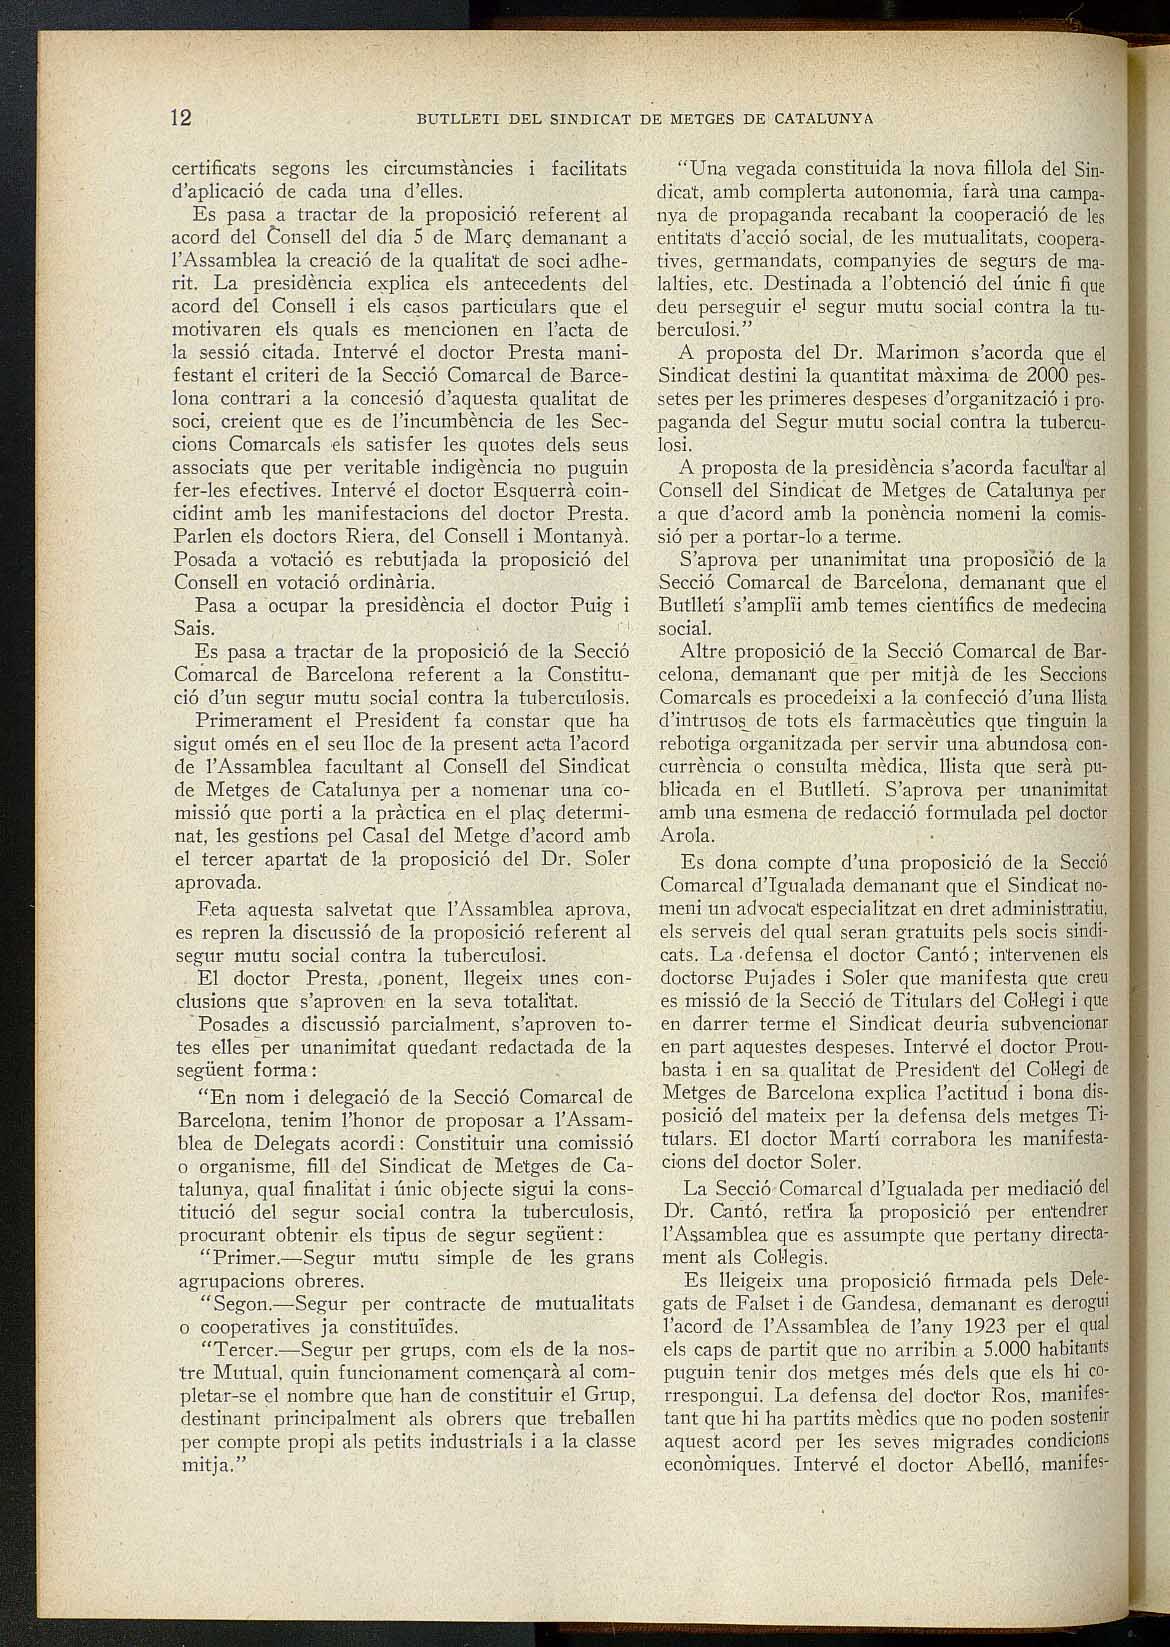 12
BUTLLETI DEL SINDICAT DE METGES DE CATALUNYA
certificats segons les circumstàncies i facilitats
d'aplicació de cada una d'elles.
Es pasa a tractar de la proposició referent al
acord del Consell del dia 5 de Març demanant a
l'Assamblea la creació de la qualitat de soci adhe-
rit. La presidència explica els antecedents del
acord del Consell i els casos particulars que el
motivaren els quals es mencionen en l'acta de
la sessió citada. Intervé el doctor Presta mani-
festant el criteri de la Secció Comarcal de Barce-
lona contrari a la concesió d'aquesta qualitat de
soci, creient que es de l'incumbència de les Sec-
cions Comarcals els satisfer les quotes dels seus
associats que per veritable indigència no puguin
fer-les efectives. Intervé el doctor Esquerrà coin-
cidint amb les manifestacions del doctor Presta.
Parlen els doctors Riera, del Consell i Montanyà.
Posada a votació es rebutjada la proposició del
Consell en votació ordinària.
Pasa a ocupar la presidència el doctor Puig i
Sais.
Es pasa a tractar de la proposició de la Secció
Comarcal de Barcelona referent a la Constitu-
ció d'un segur mutu social contra la tuberculosis.
Primerament el President fa constar que ha
sigut omés en el seu lloc de la present acta l'acord
de l'Assamblea facultant al Consell del Sindicat
de Metges de Catalunya per a nomenar una co-
missió que porti a la pràctica en el plaç determi-
nat, les gestions pel Casal del Metge d'acord amb
el tercer apartat de la proposició del Dr. Soler
aprovada.
Feta aquesta salvetat que l'Assamblea aprova,
es repren la discussió de la proposició referent al
segur mutu social contra la tuberculosi.
El doctor Presta, ponent, llegeix unes con-
clusions que s'aproven en la seva totalitat.
Posades a discussió parcialment, s'aproven to-
tes elles per unanimitat quedant redactada de la
següent forma:
"En nom i delegació de la Secció Comarcal de
Barcelona, tenim l'honor de proposar a l'Assam-
blea de Delegats acordi: Constituir una comissió
o organisme, fill del Sindicat de Metges de Ca-
talunya, qual finalitat i únic objecte sigui la cons-
titució del segur social contra la tuberculosis,
procurant obtenir els tipus de segur següent:
"Primer.—Segur mutu simple de les grans
agrupacions obreres.
"Segon.—Segur per contracte de mutualitats
o cooperatives ja constituïdes.
"Tercer.—Segur per grups, com els de la nos-
tre Mutual, quin funcionament començarà al com-
pletar-se el nombre que han de constituir el Grup,
destinant principalment als obrers que treballen
per compte propi als petits industrials i a la classe
mitja."
"Una vegada constituida la nova fillola del Sin-
dicat, amb complerta autonomia, farà una campa-
nya de propaganda recabant la cooperació de les
entitats d'acció social, de les mutualitats, coopera-
tives, germandats, companyies de segurs de ma-
lalties, etc. Destinada a l'obtenció del únic fi que
deu perseguir el segur mutu social contra la tu-
berculosi."
A proposta del Dr. Marimon s'acorda que el
Sindicat destini la quantitat màxima de 2000 pes-
setes per les primeres despeses d'organització i pro-
paganda del Segur mutu social contra la tubercu-
losi.
A proposta de la presidència s'acorda facultar al
Consell del Sindicat de Metges de Catalunya per
a que d'acord amb la ponència nomeni la comis-
sió per a portar-lo a terme.
S'aprova per unanimitat una proposició de la
Secció Comarcal de Barcelona, demanant que el
Butlletí s'amplii amb temes científics de medecina
social.
Altre proposició de la Secció Comarcal de Bar-
celona, demanant que per mitjà de les Seccions
Comarcals es procedeixi a la confecció d'una llista
d'intrusos de tots els farmacèutics que tinguin la
rebotiga organitzada per servir una abundosa con-
currència o consulta mèdica, llista que serà pu-
blicada en el Butlletí. S'aprova per unanimitat
amb una esmena de redacció formulada pel doctor
Arola.
Es dona compte d'una proposició de la Secció
Comarcal d'Igualada demanant que el Sindicat no-
meni un advocat especialitzat en dret administratiu,
els serveis del qual seran gratuits pels socis sindi-
cats. La defensa el doctor Cantó; intervenen els
doctorse Pujades i Soler que manifesta que creu
es missió de la Secció de Titulars del Col·legi i que
en darrer terme el Sindicat deuria subvencionar
en part aquestes despeses. Intervé el doctor Prou-
basta i en sa qualitat de President del Col·legi de
Metges de Barcelona explica l'actitud i bona dis-
posició del mateix per la defensa dels metges Ti-
tulars. El doctor Martí corrabora les manifesta-
cions del doctor Soler.
La Secció Comarcal d'Igualada per mediació del
Dr. Cantó, retira la proposició per entendrer
l'Assamblea que es assumpte que pertany directa-
ment als Col·legis.
Es lleigeix una proposició firmada pels Dele-
gats de Falset i de Gandesa, demanant es derogui
l'acord de l'Assamblea de l'any 1923 per el qual
els caps de partit que no arribin a 5.000 habitants
puguin tenir dos metges més dels que els hi co-
rrespongui. La defensa del doctor Ros, manifes-
tant que hi ha partits mèdics que no poden sostenir
aquest acord per les seves migrades condicions
econòmiques. Intervé el doctor Abelló, manifes-